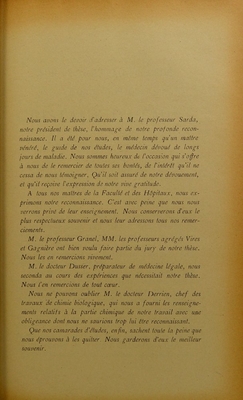 Nous avons le devoir d'adresser à M. le professeur Sarda,
notre président de thèse, l'hommage de notre profonde recon-
naissance. Il a été pour nous, en même temps qu'un maître
vénéré, le guide de nos études, le médecin dévoué de longs
jours de maladie. Nous sommes heureux de l'occasion qui s'offre
à nous de le remercier de toutes ses bontés, de l'intérêt qu'il ne
cessa de nous témoigner. Qu'il soit assuré de notre dévouement,
et qu'il reçoive l'expression de notre vive gratitude.
A tous nos maîtres de la Faculté et des Hôpitaux, nous ex-
primons notre reconnaissance. C'est avec peine que nous nous
verrons privé de leur enseignement. Nous conserverons d'eux le
plus respectueux souvenir et nous leur adressons tous nos remer-
ciements.
M. le professeur Granel, MM. les professeurs agrégés Vires
et Gagnière ont bien voulu faire partie du jury de notre thèse.
Nous les en remercions vivement.
M. le docteur Dusser, préparateur de médecine légale, nous
seconda au cours des expériences que nécessitait notre thèse.
Nous l'en remercions de tout cœur.
Nous ne pouvons oublier M. le docteur Derrien, chef des
travaux de chimie biologique, qui nous a fourni les renseigne-
ments relatifs à la partie chimique de notre travail avec une
obligeance dont nous ne saurions trop lui être reconnaissant.
Que nos camarades d'études, enfin, sachent toute la peine que
nous éprouvons à les quitter. Nous garderons d'eux le meilleur
souvenir.